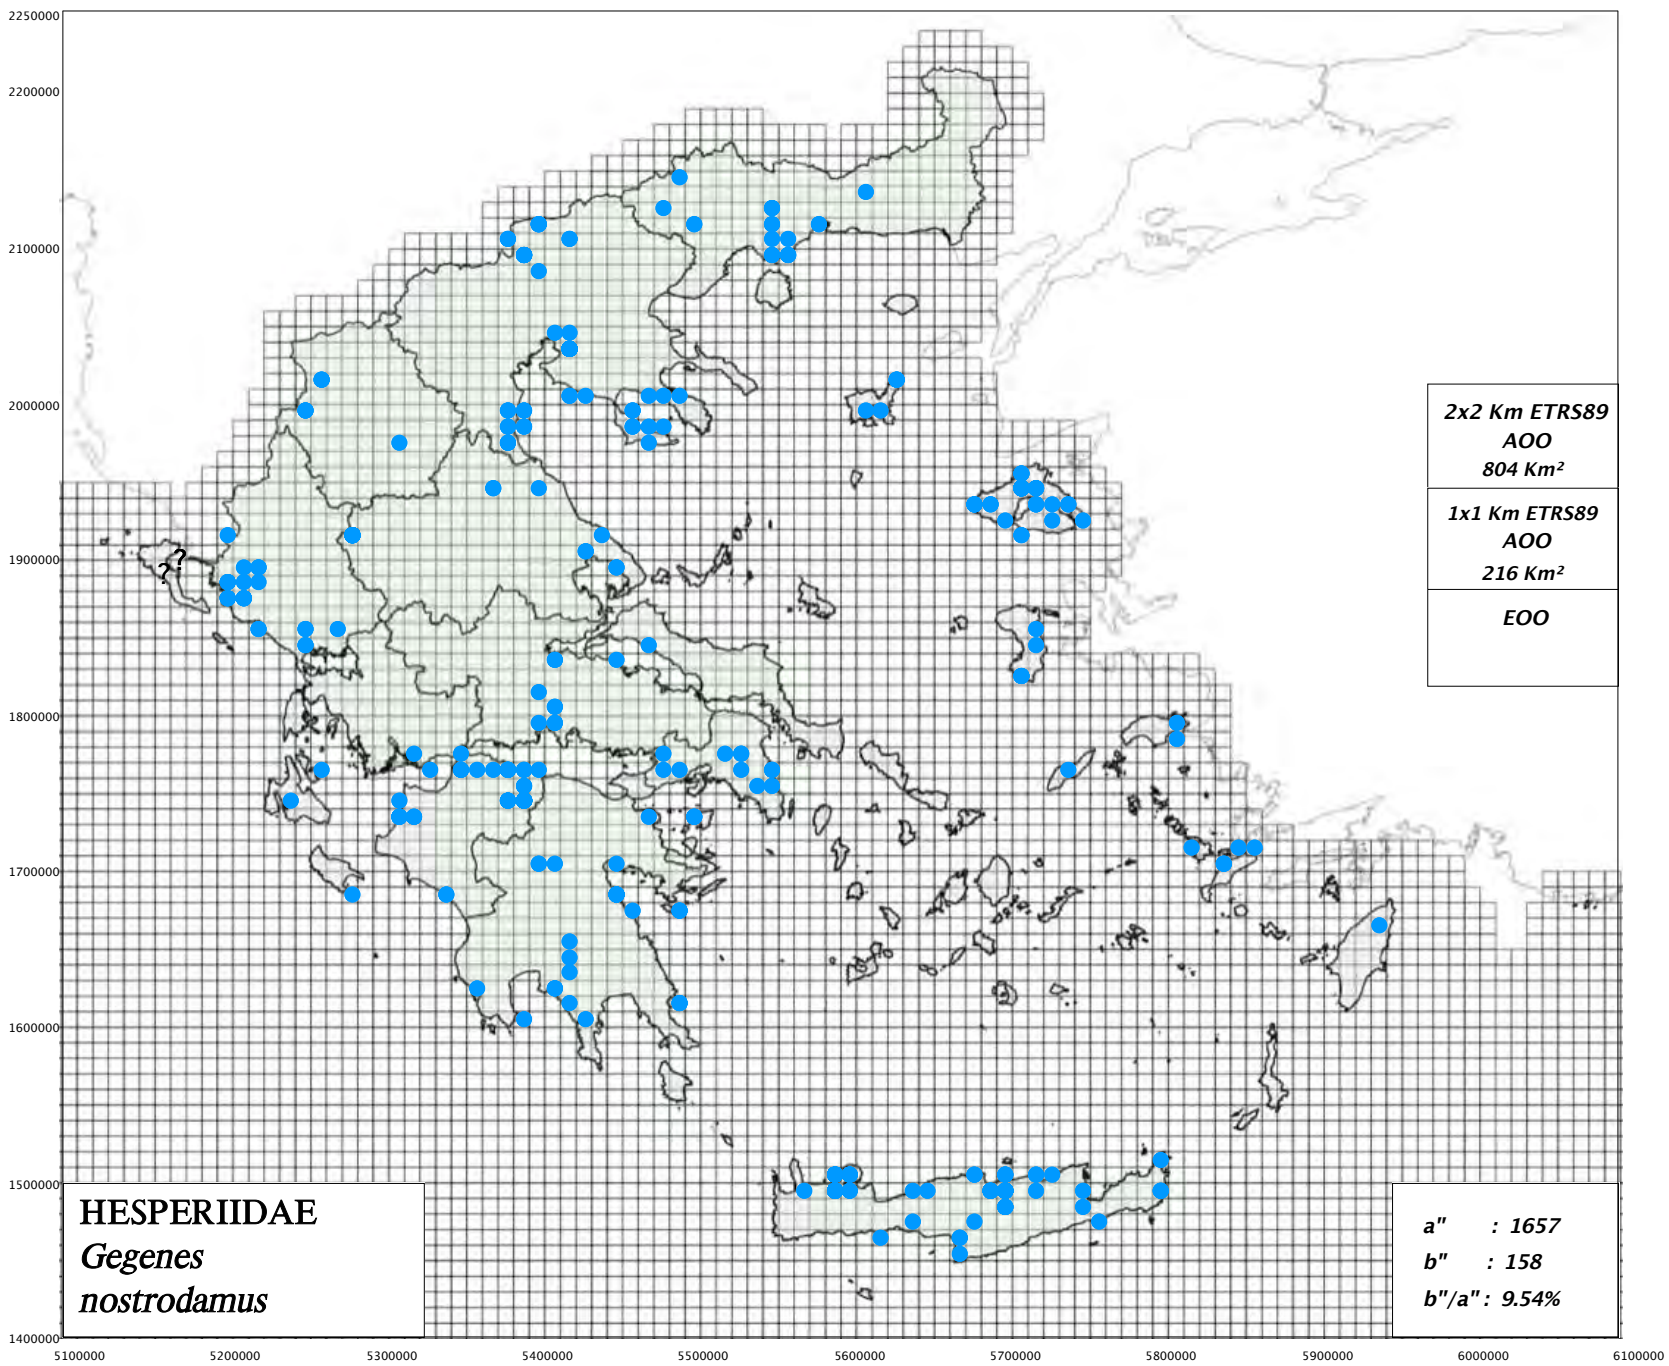 2250000
2200000
2100000
2000000
1900000
1800000
1700000
1600000
1500000
1400000
5100000 5200000 5300000 5400000 5500000 5600000 5700000 5800000 5900000 6000000 6100000
?
?
2x2 Km ETRS89
AOO
804 Km²
1x1 Km ETRS89
AOO
216 Km²
EOO
HESPERIIDAE
Gegenes
nostrodamus
a" : 1657
b" : 158
b"/a" : 9.54%